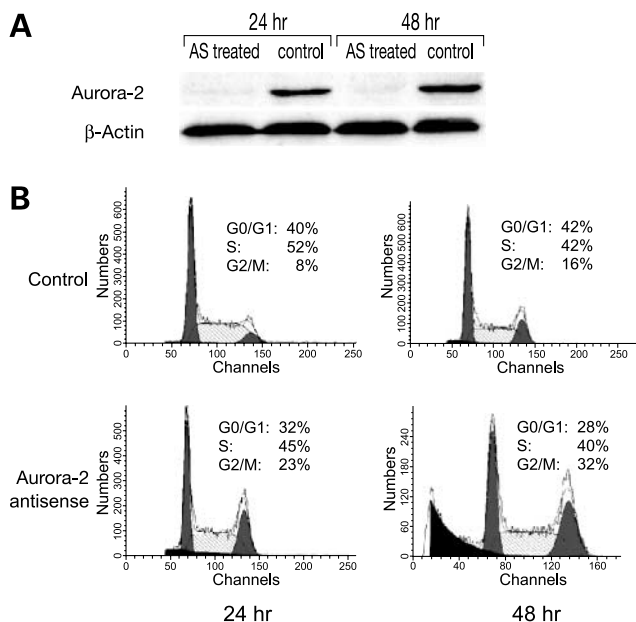 A
24 hr 48 hr
AS treated control AS treated control
Aurora-2
β-Actin
B
Control
Numbers
0 100 200 300 400 500 600
G0/G1: 40%
S: 52%
G2/M: 8%
0 50 100 150 200 250
Channels
Numbers
0 100 200 300 400 500 600
G0/G1: 42%
S: 42%
G2/M: 16%
0 50 100 150 200 250
Channels
Aurora-2
antisense
Numbers
0 100 200 300 400 500
G0/G1: 32%
S: 45%
G2/M: 23%
0 50 100 150 200 250
Channels
Numbers
0 60 120 180 240
G0/G1: 28%
S: 40%
G2/M: 32%
0 40 80 120 160
Channels
24 hr 48 hr